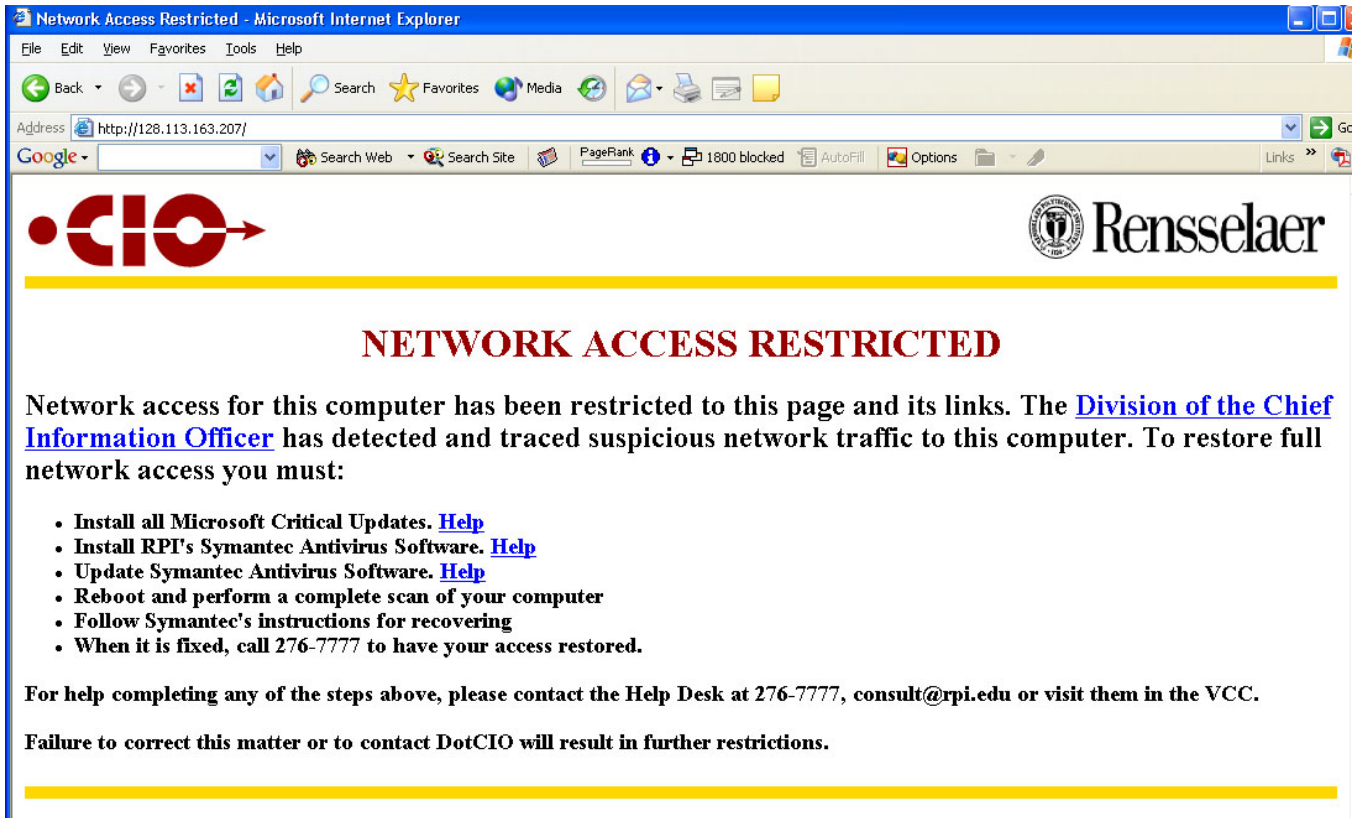 Network Access Restricted - Microsoft Internet Explorer
File Edit View Favorites Tools Help
Back Search Favorites Media
Address http://128.113.163.207/ Go
Google Search Web Search Site PageRank 1800 blocked AutoFill Options Links »
CIO Rensselaer
NETWORK ACCESS RESTRICTED
Network access for this computer has been restricted to this page and its links. The Division of the Chief
Information Officer has detected and traced suspicious network traffic to this computer. To restore full
network access you must:
• Install all Microsoft Critical Updates. Help
• Install RPI's Symantec Antivirus Software. Help
• Update Symantec Antivirus Software. Help
• Reboot and perform a complete scan of your computer
• Follow Symantec's instructions for recovering
• When it is fixed, call 276-7777 to have your access restored.
For help completing any of the steps above, please contact the Help Desk at 276-7777, consult@rpi.edu or visit them in the VCC.
Failure to correct this matter or to contact DotCIO will result in further restrictions.